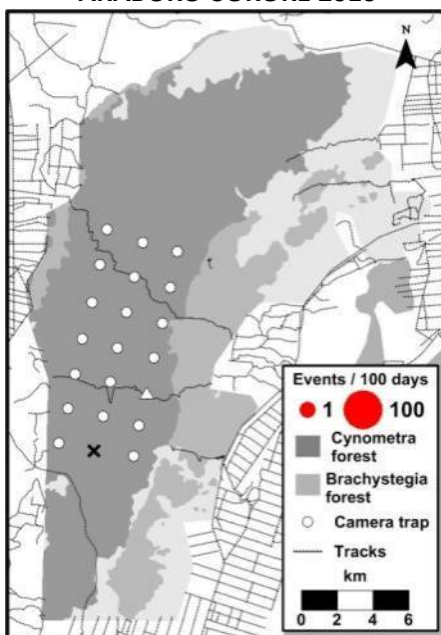 N
Events / 100 days
1 100
Cynometra
forest
Brachystegia
forest
Camera trap
Tracks
km
0 2 4 6